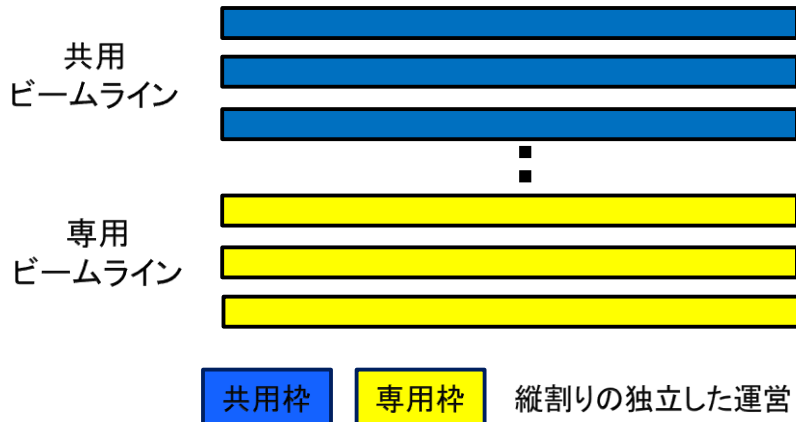 共用
ビームライン
専用
ビームライン
共用枠 専用枠 縦割りの独立した運営